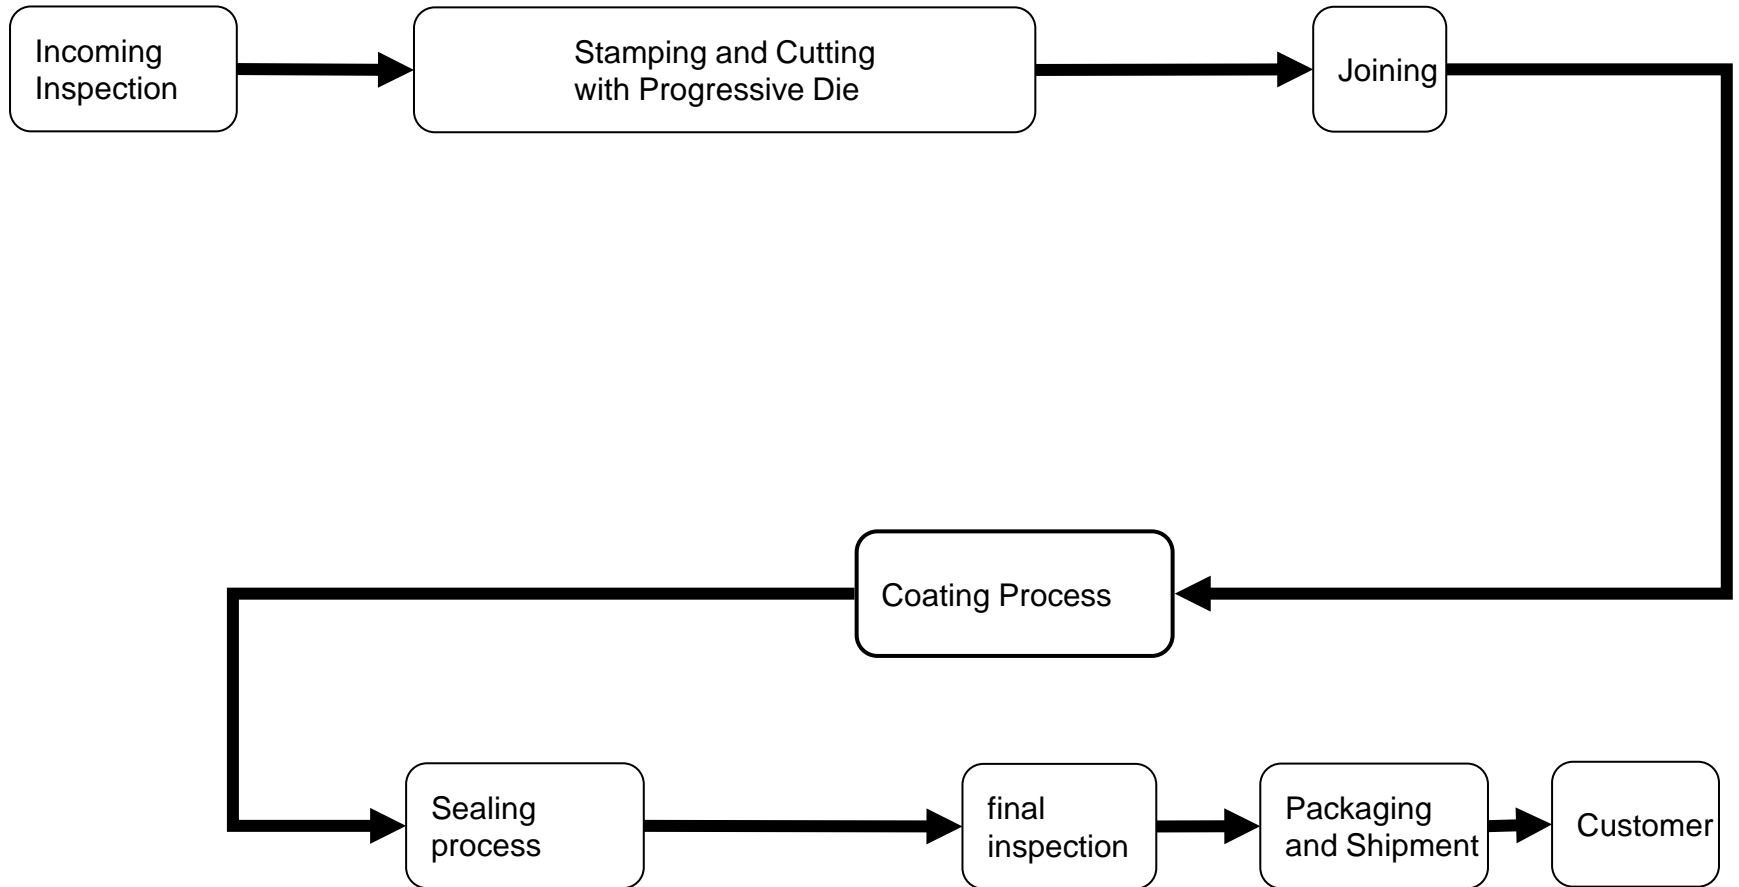 Incoming
Inspection
Stamping and Cutting
with Progressive Die
Joining
Coating Process
Sealing
process
final
inspection
Packaging
and Shipment
Customer